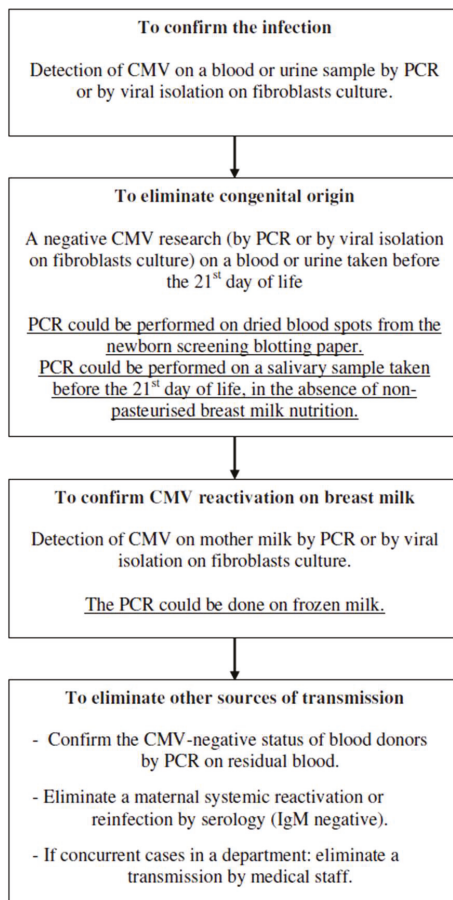 To confirm the infection
Detection of CMV on a blood or urine sample by PCR
or by viral isolation on fibroblasts culture.
To eliminate congenital origin
A negative CMV research (by PCR or by viral isolation
on fibroblasts culture) on a blood or urine taken before
the 21st day of life
PCR could be performed on dried blood spots from the
newborn screening blotting paper.
PCR could be performed on a salivary sample taken
before the 21st day of life, in the absence of non-
pasteurised breast milk nutrition.
To confirm CMV reactivation on breast milk
Detection of CMV on mother milk by PCR or by viral
isolation on fibroblasts culture.
The PCR could be done on frozen milk.
To eliminate other sources of transmission
- Confirm the CMV-negative status of blood donors
by PCR on residual blood.
- Eliminate a maternal systemic reactivation or
reinfection by serology (IgM negative).
- If concurrent cases in a department: eliminate a
transmission by medical staff.